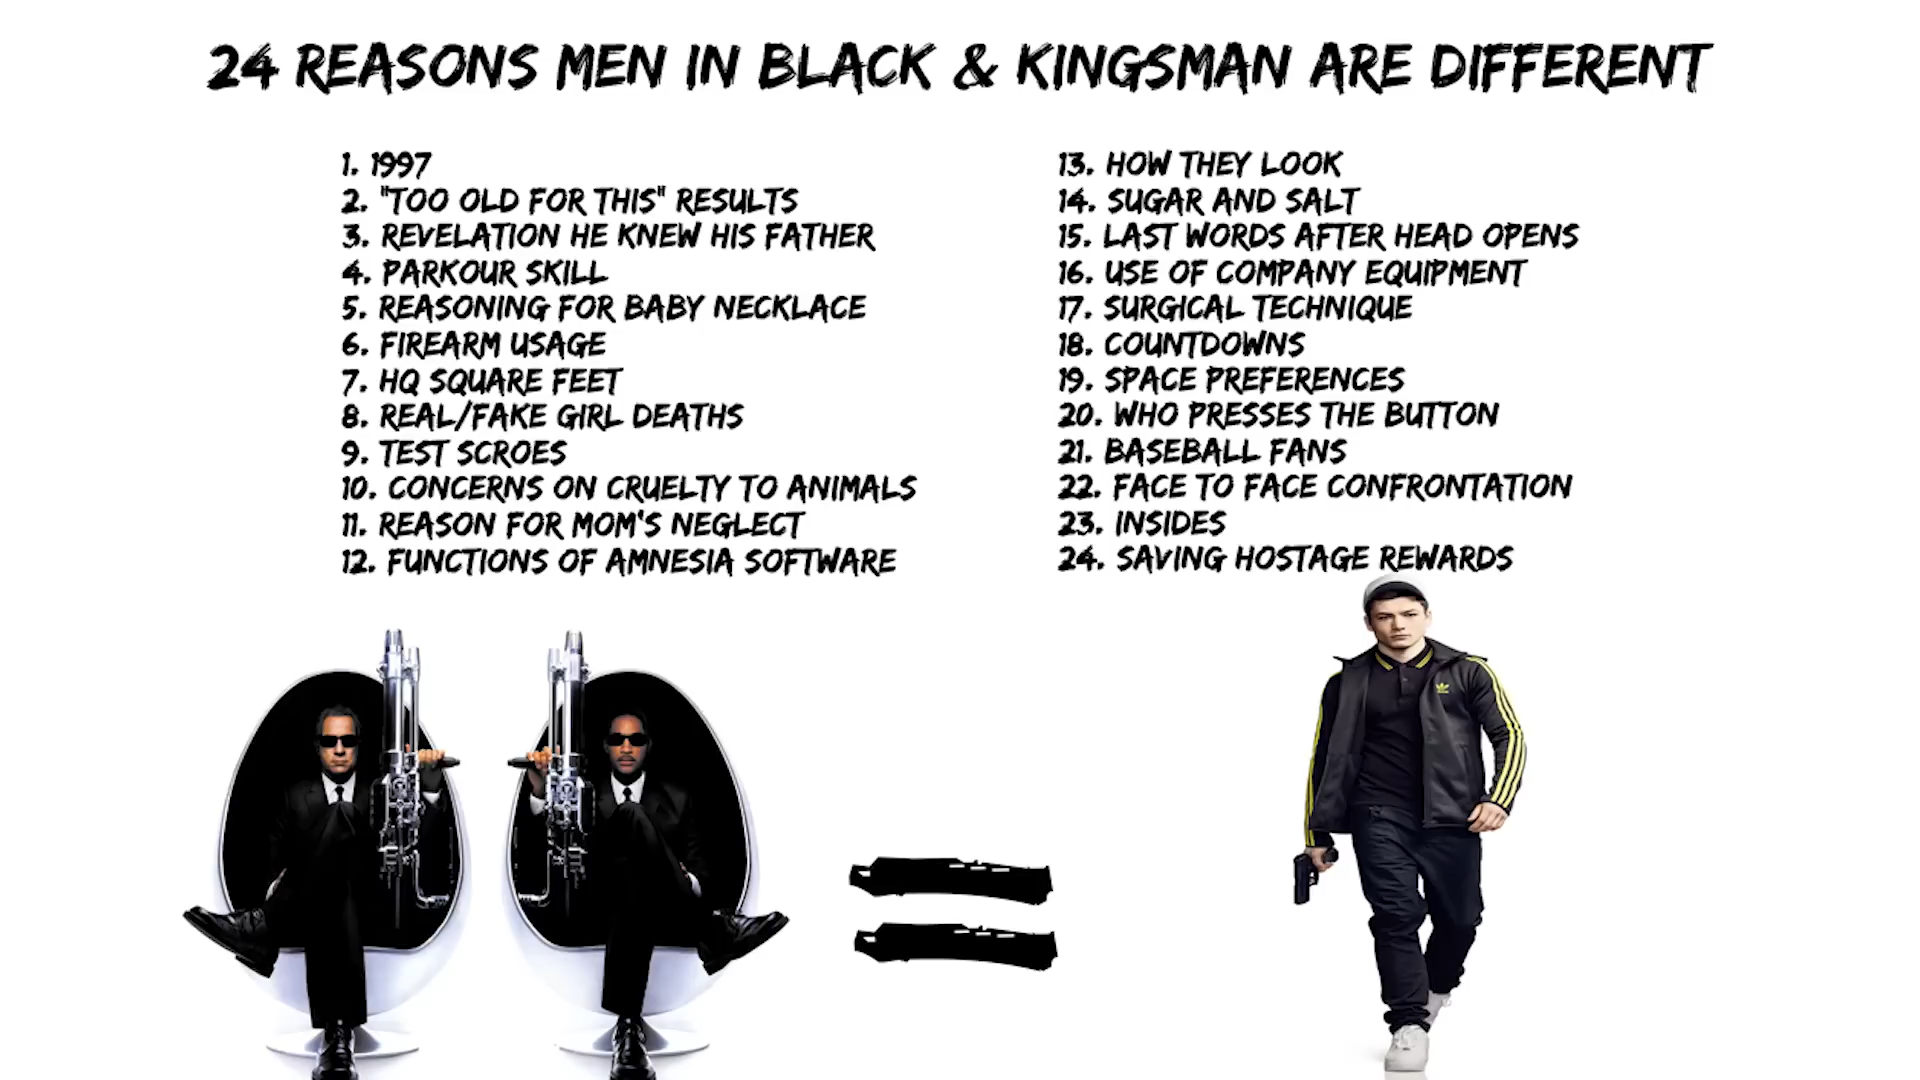 24 REASONS MEN IN BLACK & KINGSMAN ARE DIFFERENT
1. 1997
2. "TOO OLD FOR THIS" RESULTS
3. REVELATION HE KNEW HIS FATHER
4. PARKOUR SKILL
5. REASONING FOR BABY NECKLACE
6. FIREARM USAGE
7. HQ SQUARE FEET
8. REAL/FAKE GIRL DEATHS
9. TEST SCROES
10. CONCERNS ON CRUELTY TO ANIMALS
11. REASON FOR MOM'S NEGLECT
12. FUNCTIONS OF AMNESIA SOFTWARE
13. HOW THEY LOOK
14. SUGAR AND SALT
15. LAST WORDS AFTER HEAD OPENS
16. USE OF COMPANY EQUIPMENT
17. SURGICAL TECHNIQUE
18. COUNTDOWNS
19. SPACE PREFERENCES
20. WHO PRESSES THE BUTTON
21. BASEBALL FANS
22. FACE TO FACE CONFRONTATION
23. INSIDES
24. SAVING HOSTAGE REWARDS
=